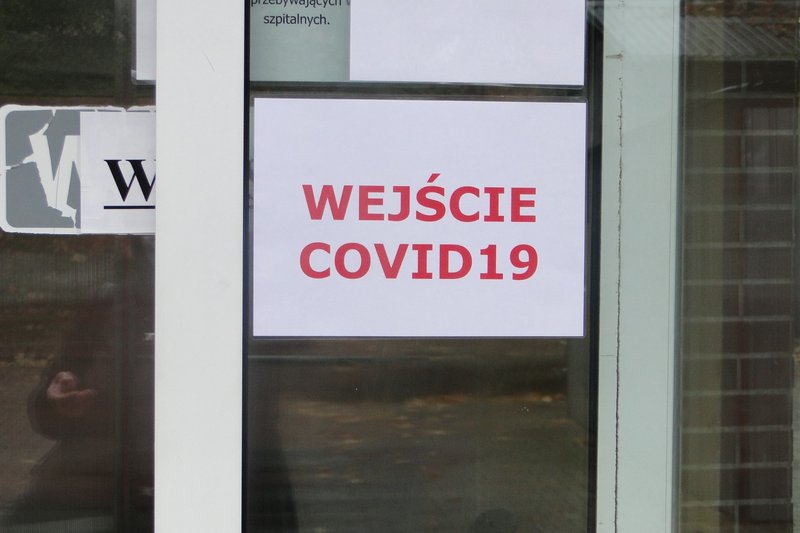 szpitalnych.
WEJŚCIE
COVID19
W
W